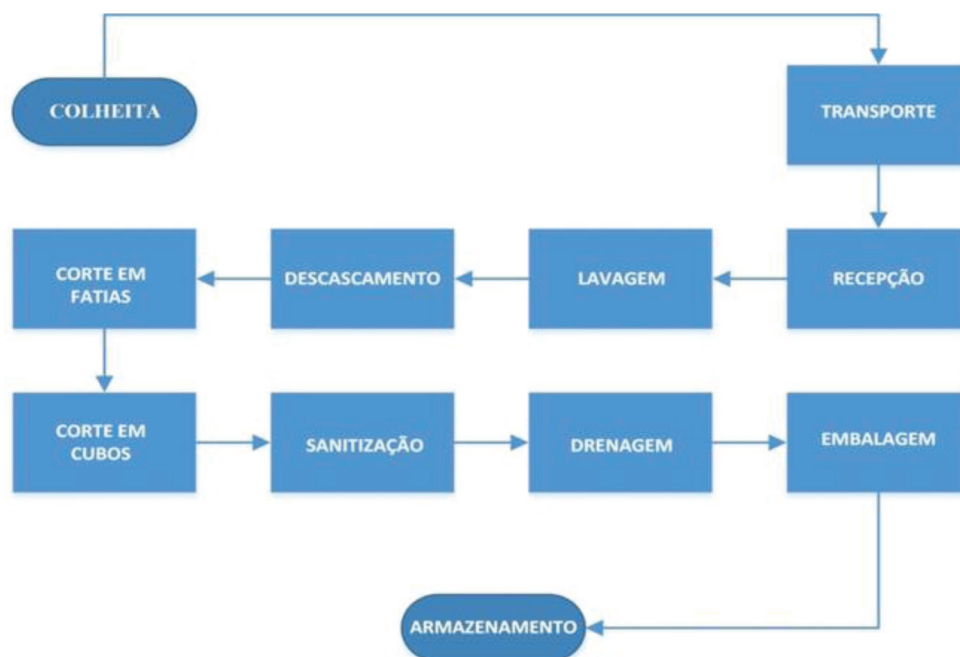 COLHEITA
TRANSPORTE
RECEPÇÃO
LAVAGEM
DESCASCAMENTO
CORTE EM
FATIAS
CORTE EM
CUBOS
SANITIZAÇÃO
DRENAGEM
EMBALAGEM
ARMAZENAMENTO